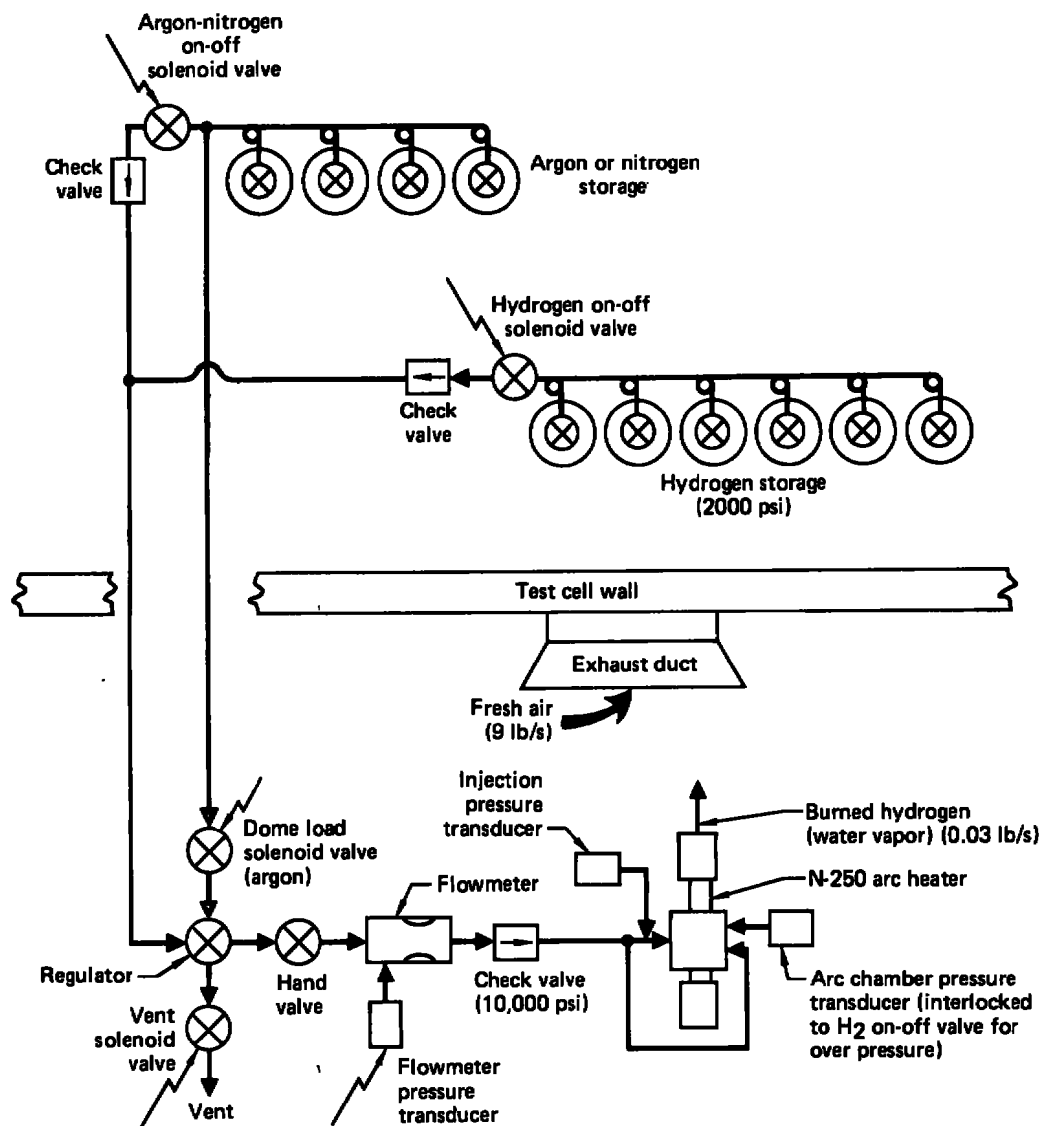 Argon-nitrogen
on-off
solenoid valve
Check
valve
Argon or nitrogen
storage
Hydrogen on-off
solenoid valve
Check
valve
Hydrogen storage
(2000 psi)
Test cell wall
Exhaust duct
Fresh air
(9 lb/s)
Injection
pressure
transducer
Burned hydrogen
(water vapor) (0.03 lb/s)
N-250 arc heater
Dome load
solenoid valve
(argon)
Flowmeter
Regulator
Hand
valve
Check valve
(10,000 psi)
Arc chamber pressure
transducer (interlocked
to H2 on-off valve for
over pressure)
Vent
solenoid
valve
Vent
Flowmeter
pressure
transducer